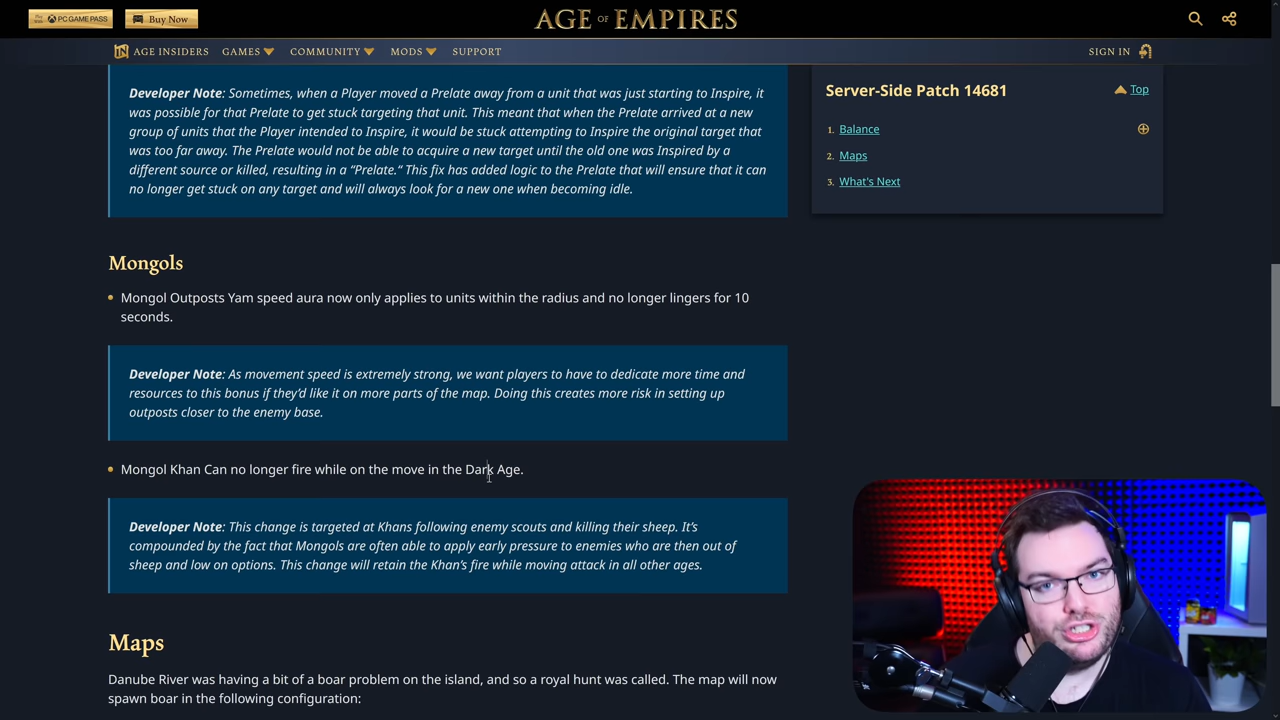 PC GAME PASS
Buy Now
AGE OF EMPIRES
AGE INSIDERS
GAMES
COMMUNITY
MODS
SUPPORT
SIGN IN
Developer Note: Sometimes, when a Player moved a Prelate away from a unit that was just starting to Inspire, it
was possible for that Prelate to get stuck targeting that unit. This meant that when the Prelate arrived at a new
group of units that the Player intended to Inspire, it would be stuck attempting to Inspire the original target that
was too far away. The Prelate would not be able to acquire a new target until the old one was Inspired by a
different source or killed, resulting in a “Prelate.“ This fix has added logic to the Prelate that will ensure that it can
no longer get stuck on any target and will always look for a new one when becoming idle.
Server-Side Patch 14681
Top
1. Balance
2. Maps
3. What's Next
Mongols
Mongol Outposts Yam speed aura now only applies to units within the radius and no longer lingers for 10
seconds.
Developer Note: As movement speed is extremely strong, we want players to have to dedicate more time and
resources to this bonus if they’d like it on more parts of the map. Doing this creates more risk in setting up
outposts closer to the enemy base.
Mongol Khan Can no longer fire while on the move in the Dark Age.
Developer Note: This change is targeted at Khans following enemy scouts and killing their sheep. It’s
compounded by the fact that Mongols are often able to apply early pressure to enemies who are then out of
sheep and low on options. This change will retain the Khan’s fire while moving attack in all other ages.
Maps
Danube River was having a bit of a boar problem on the island, and so a royal hunt was called. The map will now
spawn boar in the following configuration: